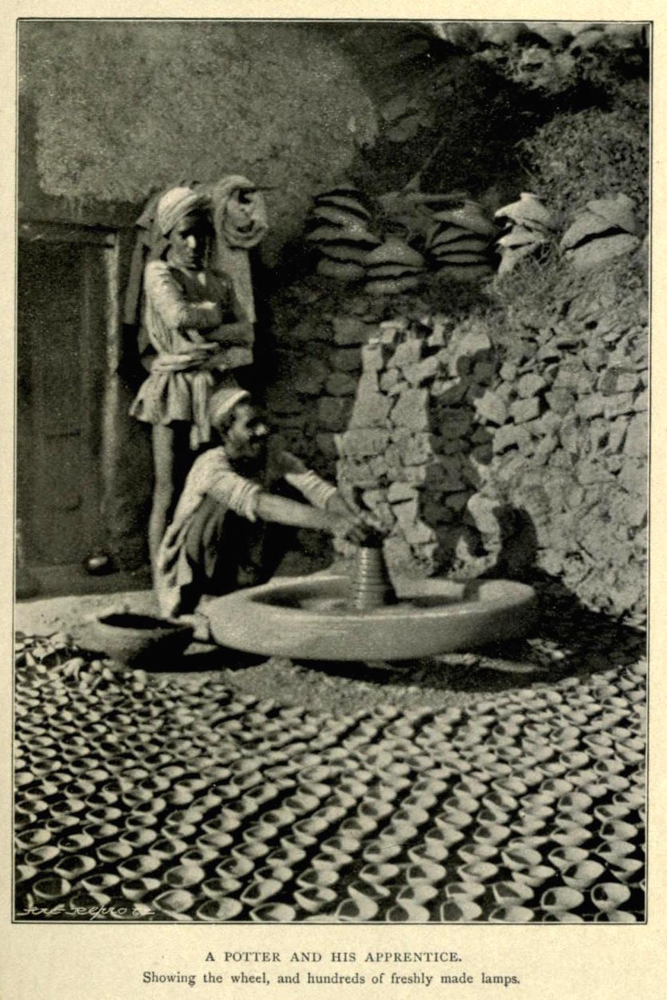 A POTTER AND HIS APPRENTICE.
Showing the wheel, and hundreds of freshly made lamps.